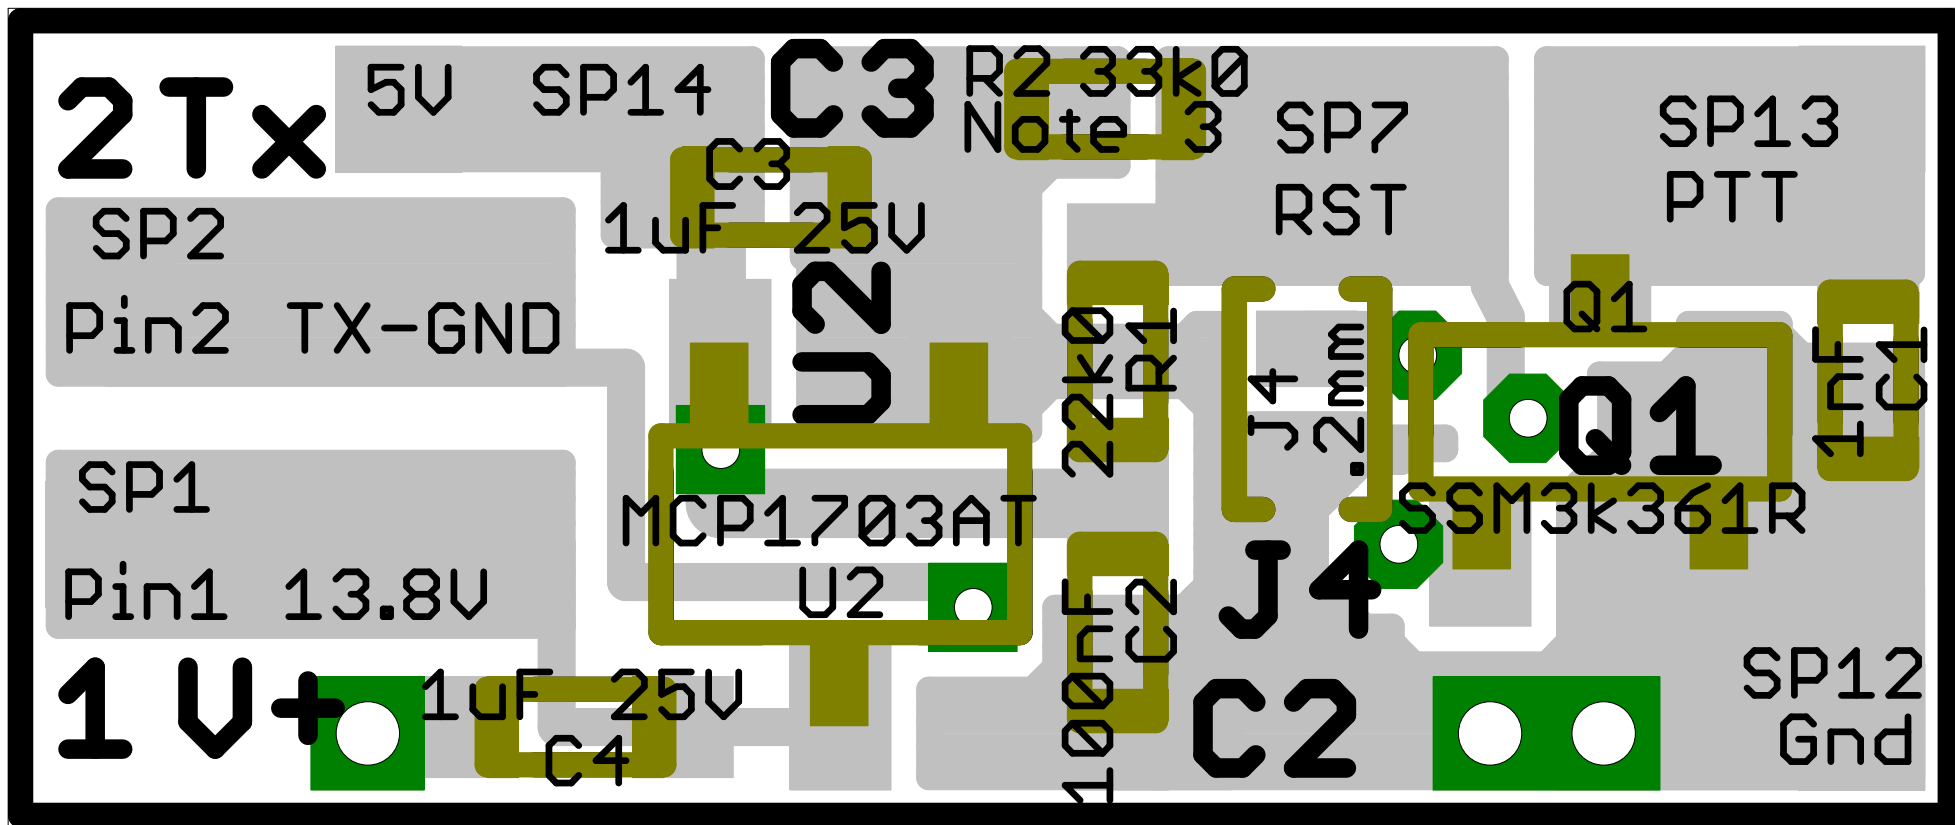 2Tx
5V SP14
C3
R2 33k0
Note 3
SP7
RST
SP13
PTT
C3
1uF 25V
SP2
Pin2 TX-GND
U2
22k0
R1
J4
.2mm
Q1
Q1
1nF
C1
SSM3k361R
SP1
Pin1 13.8V
MCP1703AT
U2
1 V+
1uF 25V
C4
100nF
C2
J4
C2
SP12
Gnd